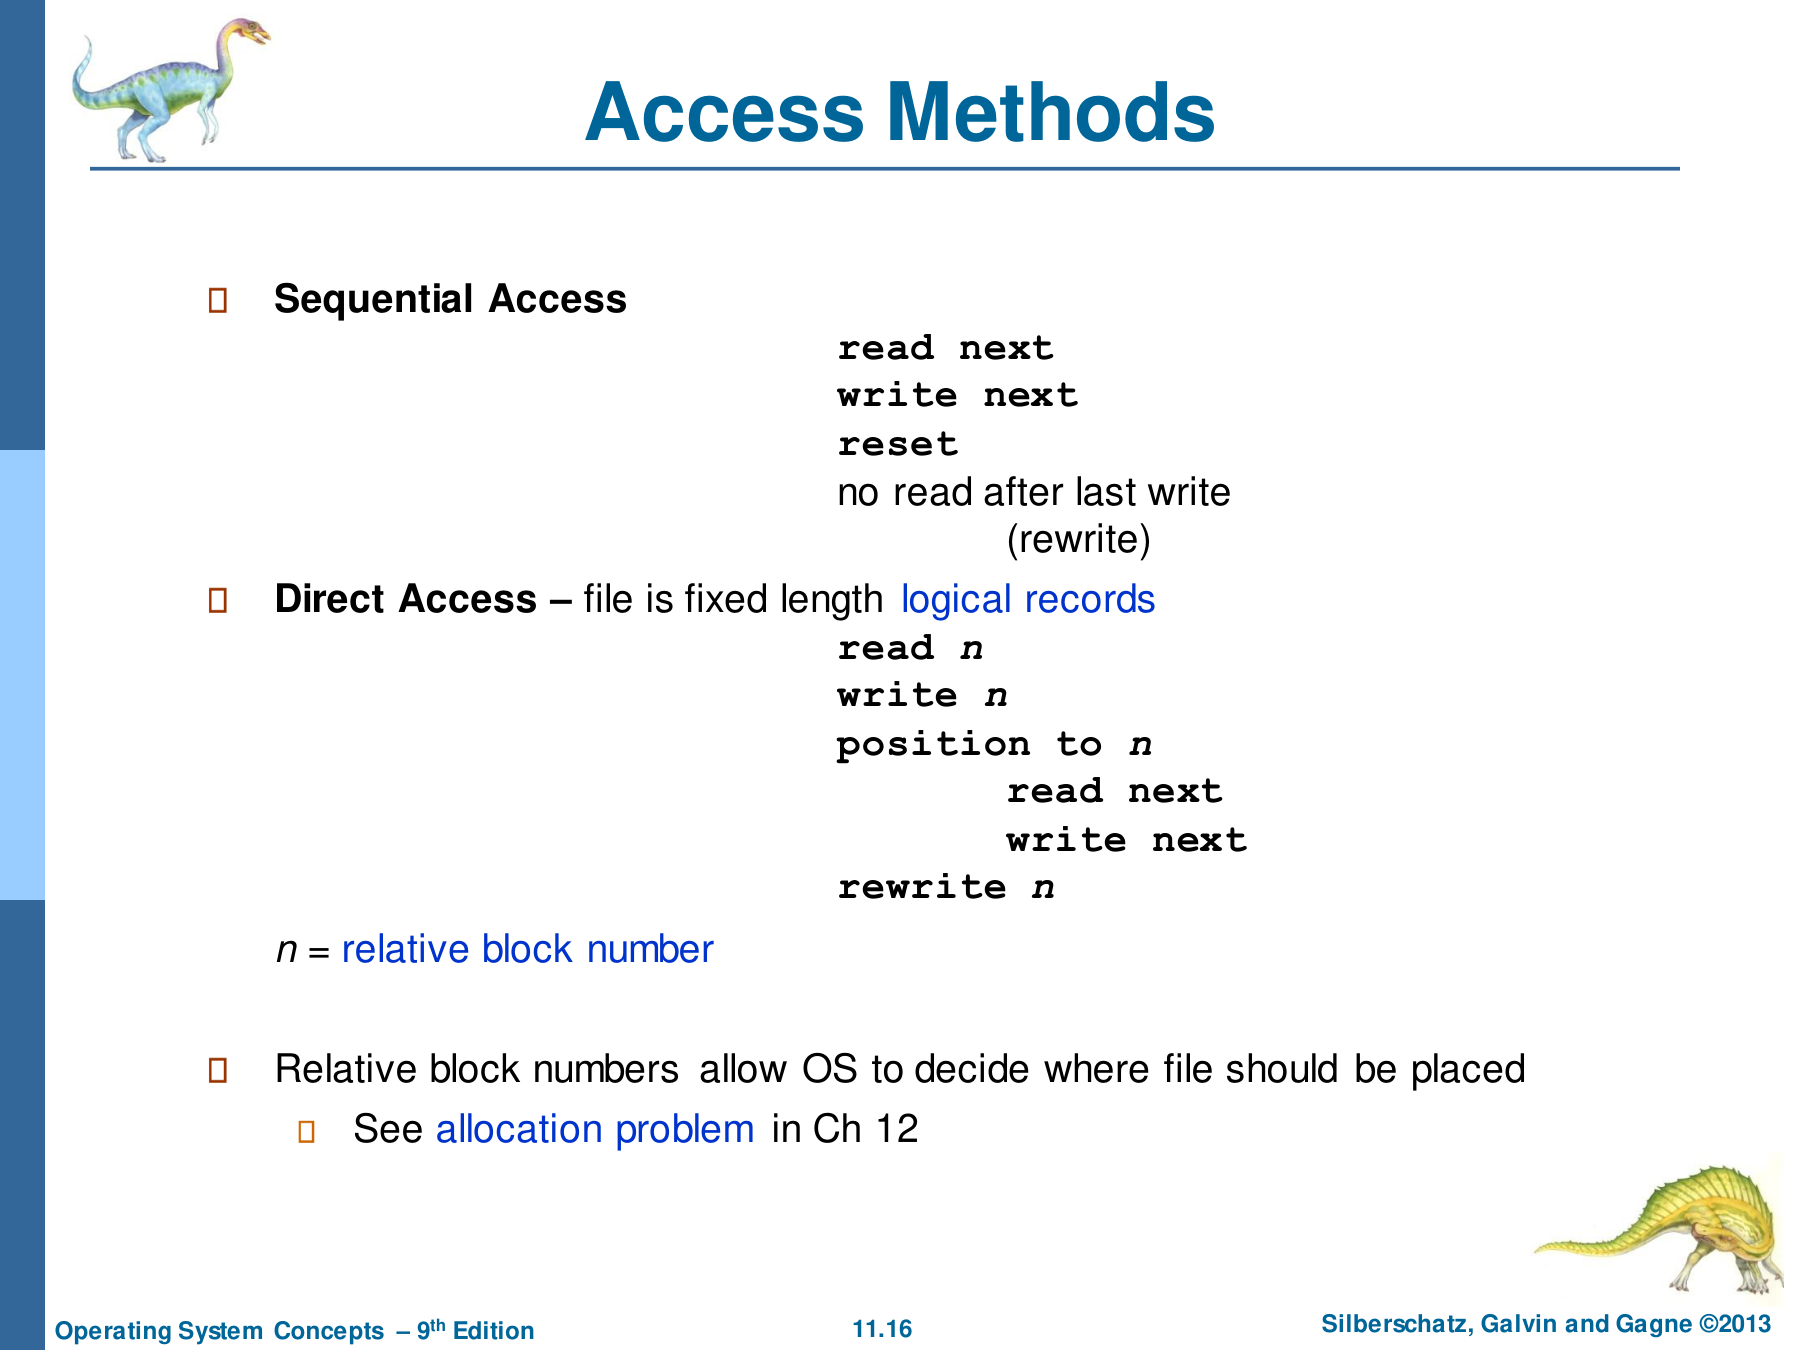 Access Methods
Sequential Access
read next
write next
reset
no read after last write
(rewrite)
Direct Access – file is fixed length logical records
read n
write n
position to n
read next
write next
rewrite n
n = relative block number
Relative block numbers allow OS to decide where file should be placed
See allocation problem in Ch 12
Operating System Concepts – 9th Edition
11.16
Silberschatz, Galvin and Gagne ©2013